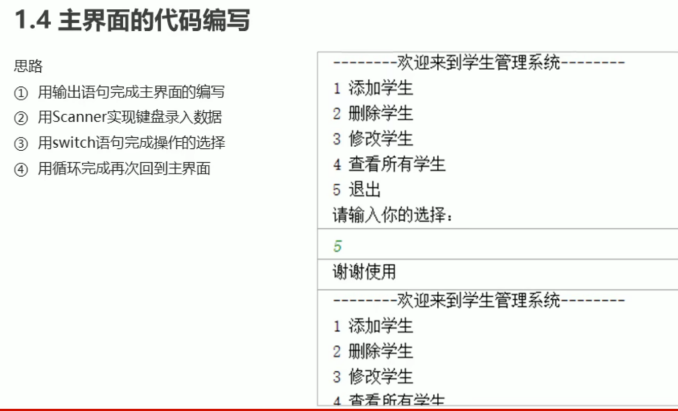 1.4 主界面的代码编写
思路
① 用输出语句完成主界面的编写
② 用Scanner实现键盘录入数据
③ 用switch语句完成操作的选择
④ 用循环完成再次回到主界面
--------欢迎来到学生管理系统--------
1 添加学生
2 删除学生
3 修改学生
4 查看所有学生
5 退出
请输入你的选择：
5
谢谢使用
--------欢迎来到学生管理系统--------
1 添加学生
2 删除学生
3 修改学生
4 查看所有学生